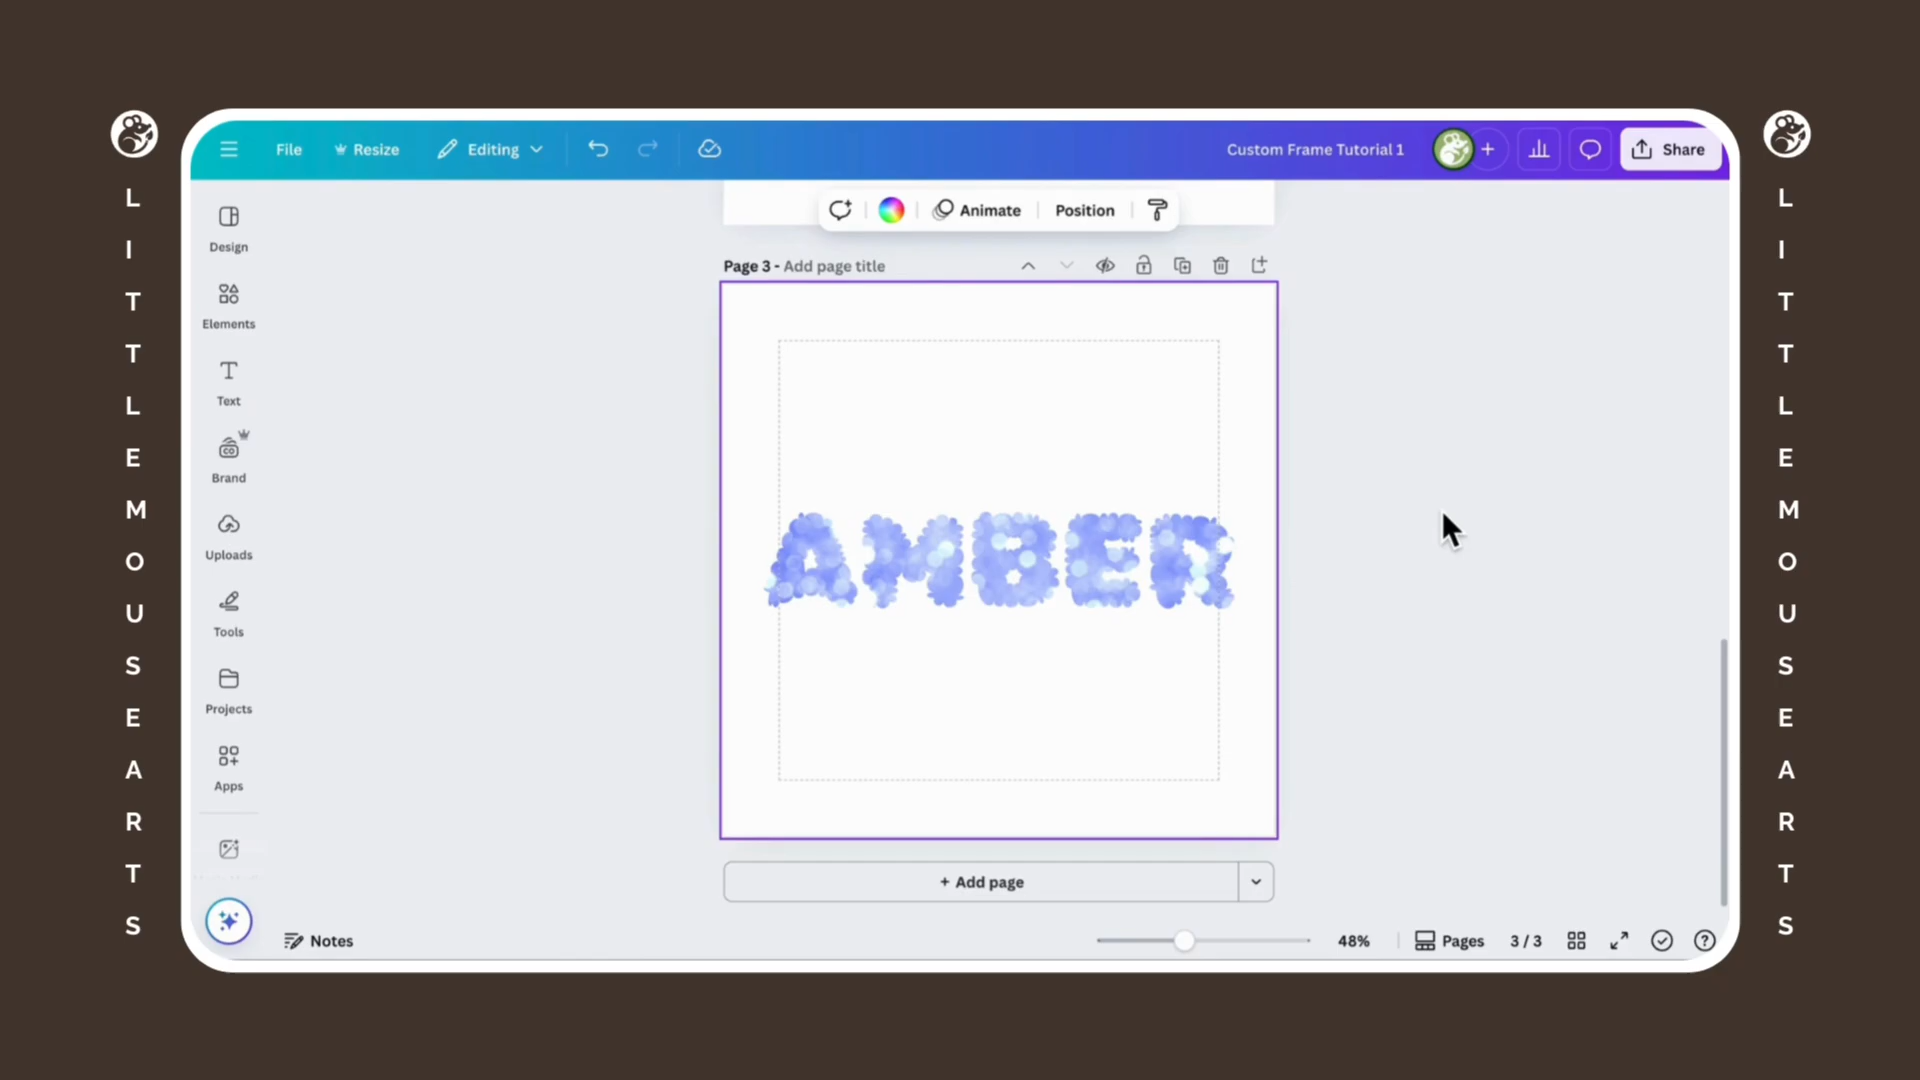 LITTLEMOUSEARTS
File
Resize
Editing
Custom Frame Tutorial 1
+
Share
Animate
Position
Page 3 - Add page title
Design
Elements
Text
Brand
Uploads
Tools
Projects
Apps
AMBER
+ Add page
Notes
48%
Pages
3 / 3
LITTLEMOUSEARTS